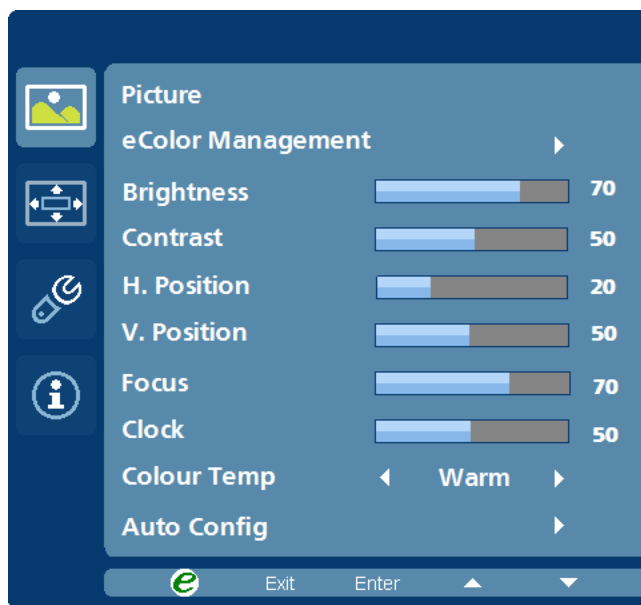 Picture
eColor Management
Brightness 70
Contrast 50
H. Position 20
V. Position 50
Focus 70
Clock 50
Colour Temp Warm
Auto Config
e Exit Enter